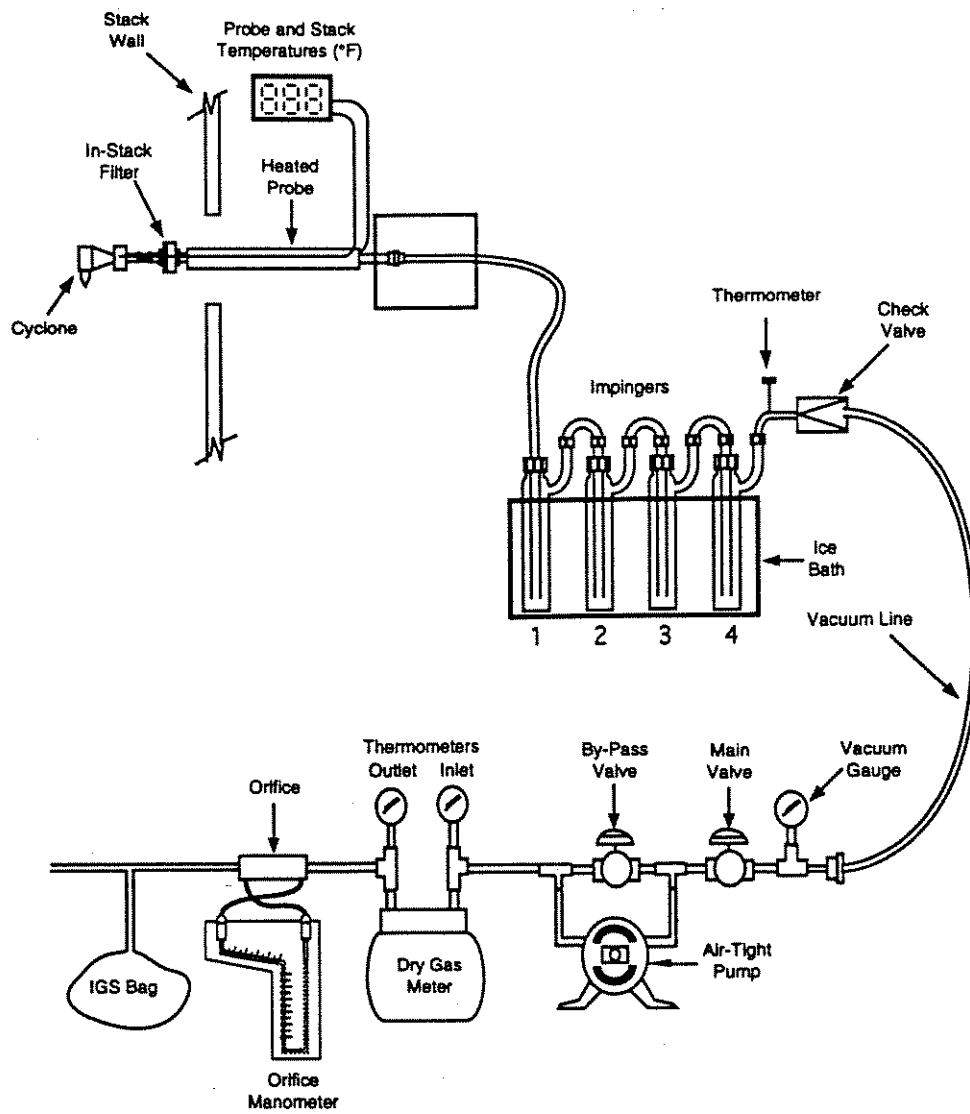 Stack
Wall
Probe and Stack
Temperatures (°F)
888
In-Stack
Filter
Heated
Probe
Cyclone
Thermometer
Check
Valve
Impingers
Ice
Bath
1 2 3 4
Vacuum Line
Thermometers
Outlet Inlet
By-Pass
Valve
Main
Valve
Vacuum
Gauge
Orifice
IGS Bag
Dry Gas
Meter
Air-Tight
Pump
Orifice
Manometer